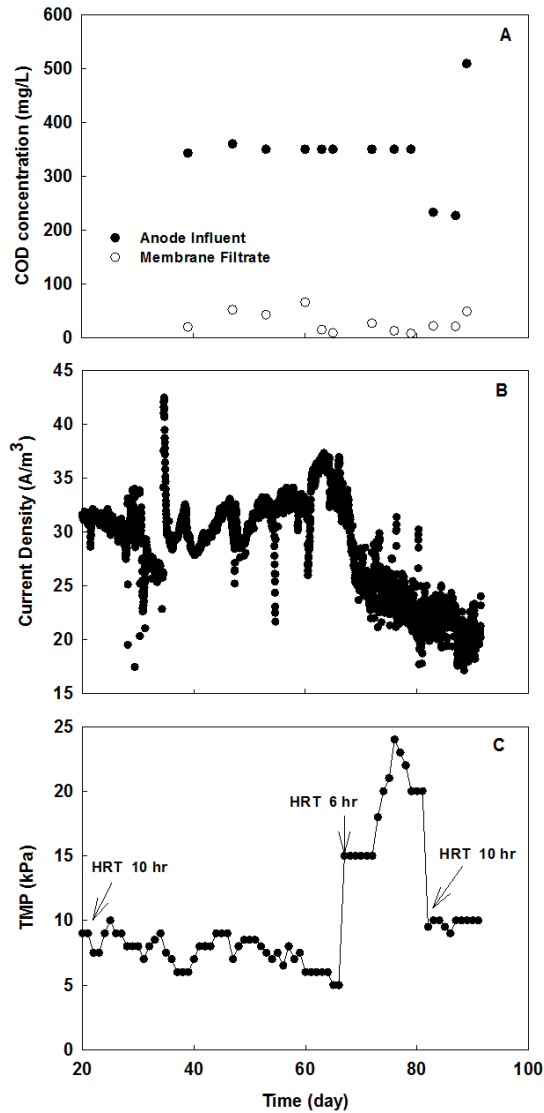 A
600
500
400
300
200
100
0
COD concentration (mg/L)
Anode Influent
Membrane Filtrate
B
45
40
35
30
25
20
15
Current Density (A/m³)
C
25
20
15
10
5
0
TMP (kPa)
HRT 10 hr
HRT 6 hr
HRT 10 hr
20 40 60 80 100
Time (day)